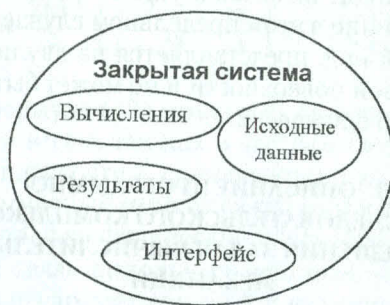 Закрытая система
Вычисления
Исходные
данные
Результаты
Интерфейс